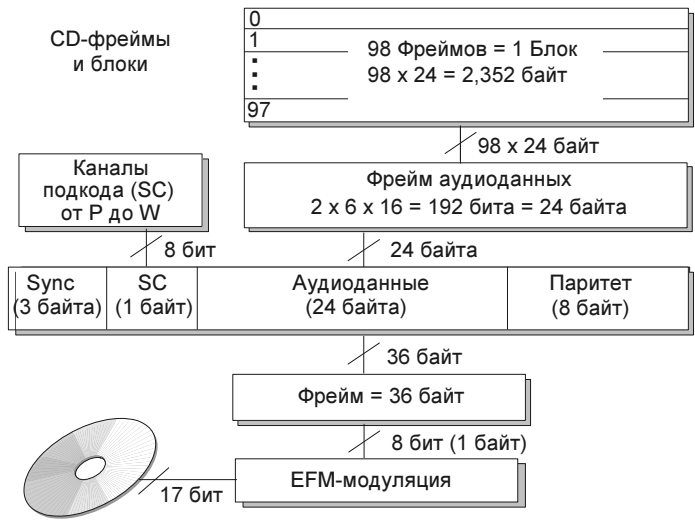 CD-фреймы
и блоки
0
1
97
98 Фреймов = 1 Блок
98 x 24 = 2,352 байт
98 x 24 байт
Каналы
подкода (SC)
от P до W
Фрейм аудиоданных
2 x 6 x 16 = 192 бита = 24 байта
8 бит
24 байта
Sync
(3 байта)
SC
(1 байт)
Аудиоданные
(24 байта)
Паритет
(8 байт)
36 байт
Фрейм = 36 байт
8 бит (1 байт)
EFM-модуляция
17 бит